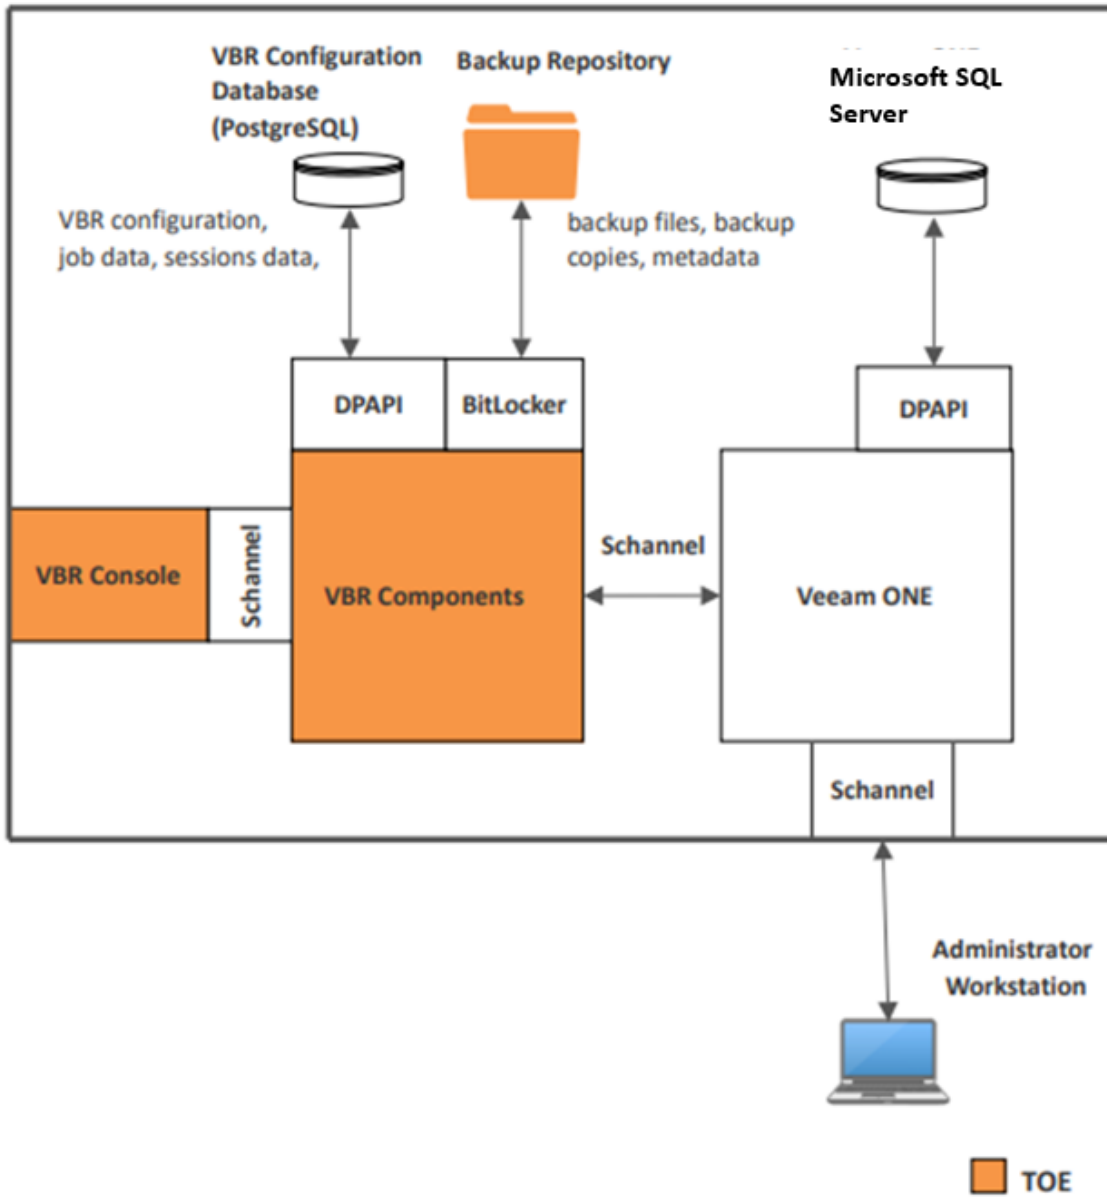 VBR Configuration
Database
(PostgreSQL)
Backup Repository
Microsoft SQL
Server
VBR configuration,
job data, sessions data,
backup files, backup
copies, metadata
DPAPI
BitLocker
DPAPI
VBR Console
Schannel
VBR Components
Schannel
Veeam ONE
Schannel
Administrator
Workstation
TOE